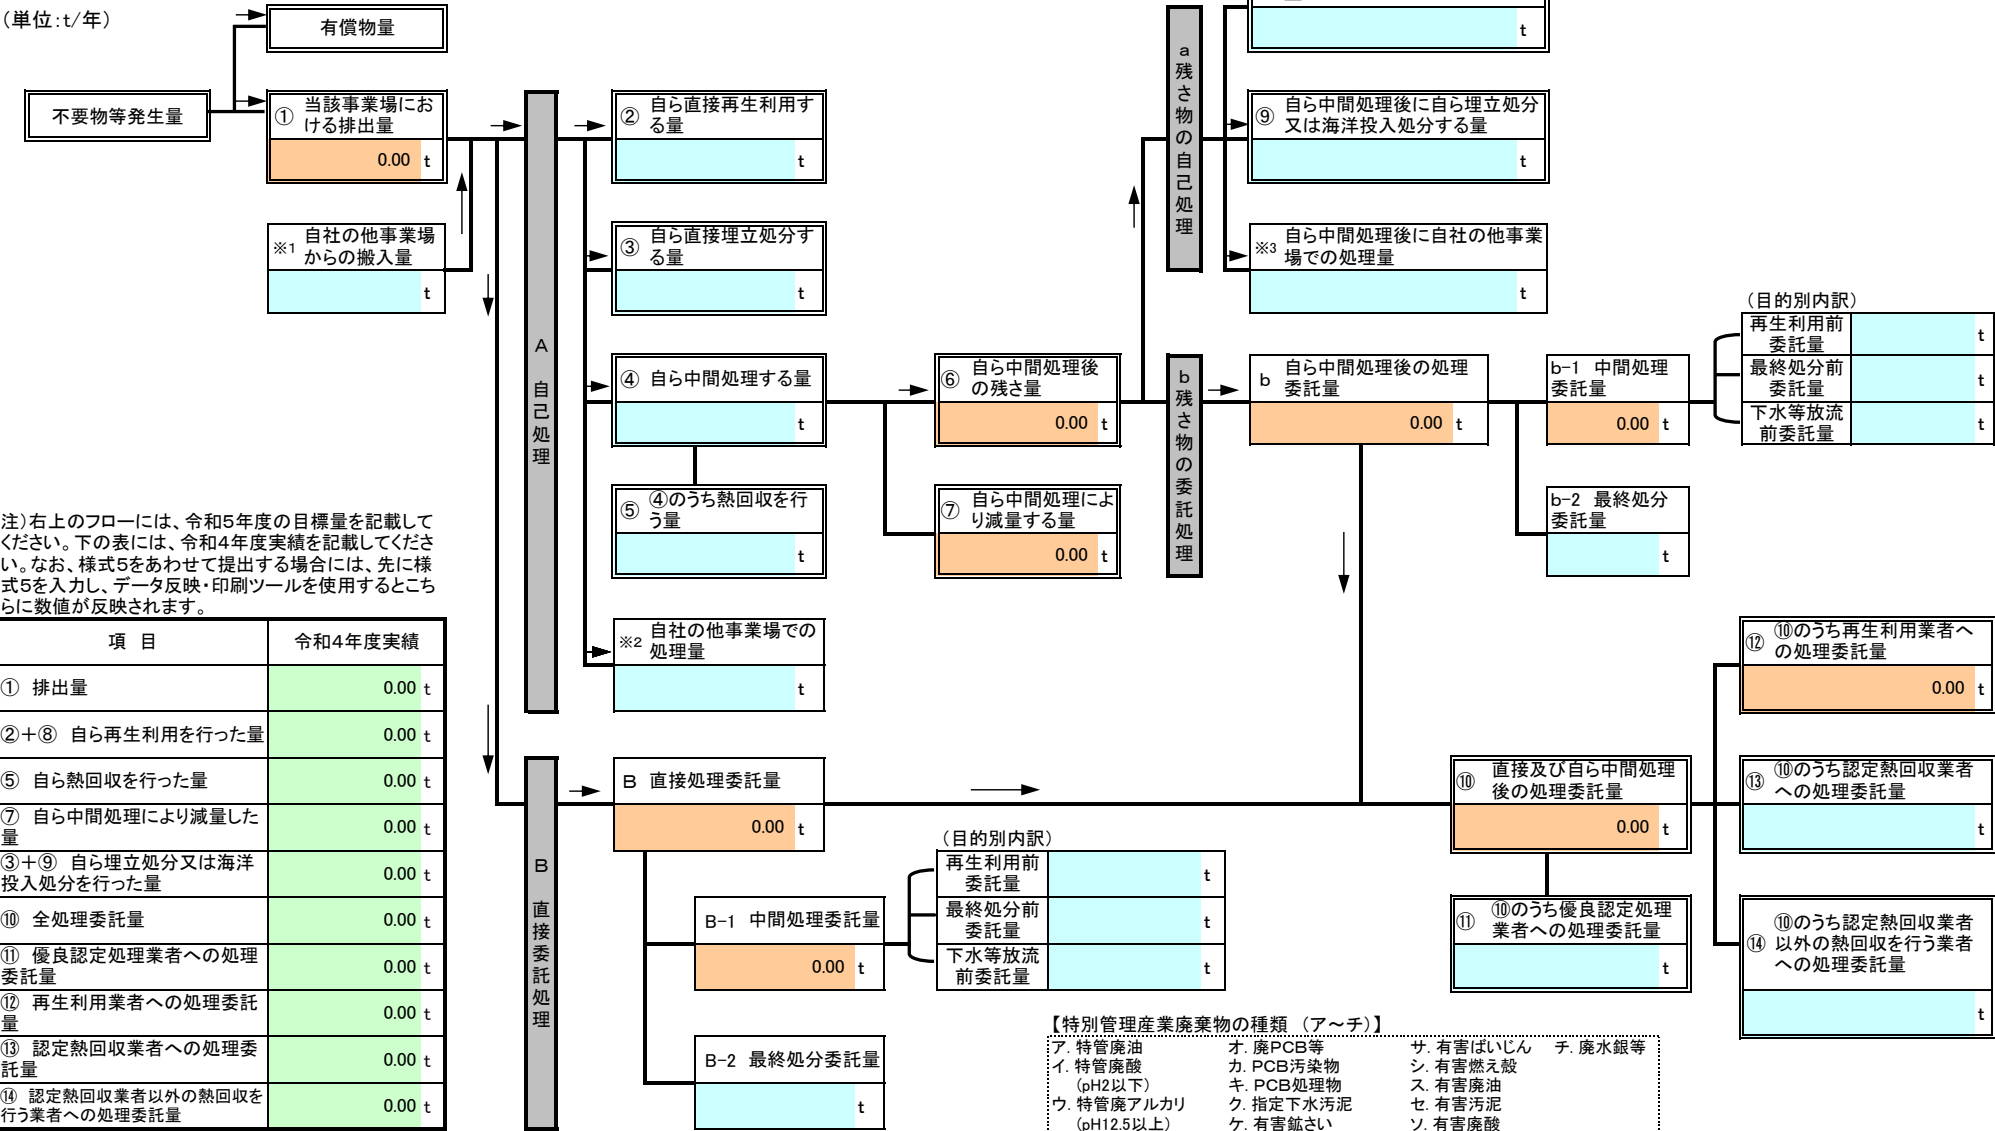 (単位:t/年)
有償物量
t
不要物等発生量
① 当該事業場にお
ける排出量
0.00 t
② 自ら直接再生利用す
る量
t
a
残さ物の自己処理
⑨ 自ら中間処理後に自ら埋立処分
又は海洋投入処分する量
t
※1 自社の他事業場
からの搬入量
t
③ 自ら直接埋立処分す
る量
t
※3 自ら中間処理後に自社の他事業
場での処理量
t
A
自己処理
④ 自ら中間処理する量
t
⑥ 自ら中間処理後
の残さ量
0.00 t
b
残さ物の委託処理
b 自ら中間処理後の処理
委託量
0.00 t
b-1 中間処理
委託量
0.00 t
(目的別内訳)
再生利用前
委託量
t
最終処分前
委託量
t
下水等放流
前委託量
t
⑤ ④のうち熱回収を行
う量
t
⑦ 自ら中間処理によ
り減量する量
0.00 t
b-2 最終処分
委託量
t
注)右上のフローには、令和5年度の目標量を記載して
ください。下の表には、令和4年度実績を記載してくださ
い。なお、様式5をあわせて提出する場合には、先に様
式5を入力し、データ反映・印刷ツールを使用するとこち
らに数値が反映されます。
項 目 令和4年度実績
① 排出量 0.00 t
②+⑧ 自ら再生利用を行った量 0.00 t
⑤ 自ら熱回収を行った量 0.00 t
⑦ 自ら中間処理により減量した
量 0.00 t
③+⑨ 自ら埋立処分又は海洋
投入処分を行った量 0.00 t
⑩ 全処理委託量 0.00 t
⑪ 優良認定処理業者への処理
委託量 0.00 t
⑫ 再生利用業者への処理委託
量 0.00 t
⑬ 認定熱回収業者への処理委
託量 0.00 t
⑭ 認定熱回収業者以外の熱回収を
行う業者への処理委託量 0.00 t
※2 自社の他事業場での
処理量
t
B
直接委託処理
B 直接処理委託量
0.00 t
B-1 中間処理委託量
0.00 t
(目的別内訳)
再生利用前
委託量
t
最終処分前
委託量
t
下水等放流
前委託量
t
B-2 最終処分委託量
t
⑩ 直接及び自ら中間処理
後の処理委託量
0.00 t
⑪ ⑩のうち優良認定処理
業者への処理委託量
t
⑫ ⑩のうち再生利用業者へ
の処理委託量
0.00 t
⑬ ⑩のうち認定熱回収業者
への処理委託量
t
⑭ ⑩のうち認定熱回収業者
以外の熱回収を行う業者
への処理委託量
t
【特別管理産業廃棄物の種類 (ア~チ)】
ア. 特管廃油 オ. 廃PCB等 サ. 有害ばいじん チ. 廃水銀等
イ. 特管廃酸 カ. PCB汚染物 シ. 有害燃え殻
(pH2以下) キ. PCB処理物 ス. 有害廃油
ウ. 特管廃アルカリ ク. 指定下水汚泥 セ. 有害汚泥
(pH12.5以上) ケ. 有害鉱さい ソ. 有害廃酸